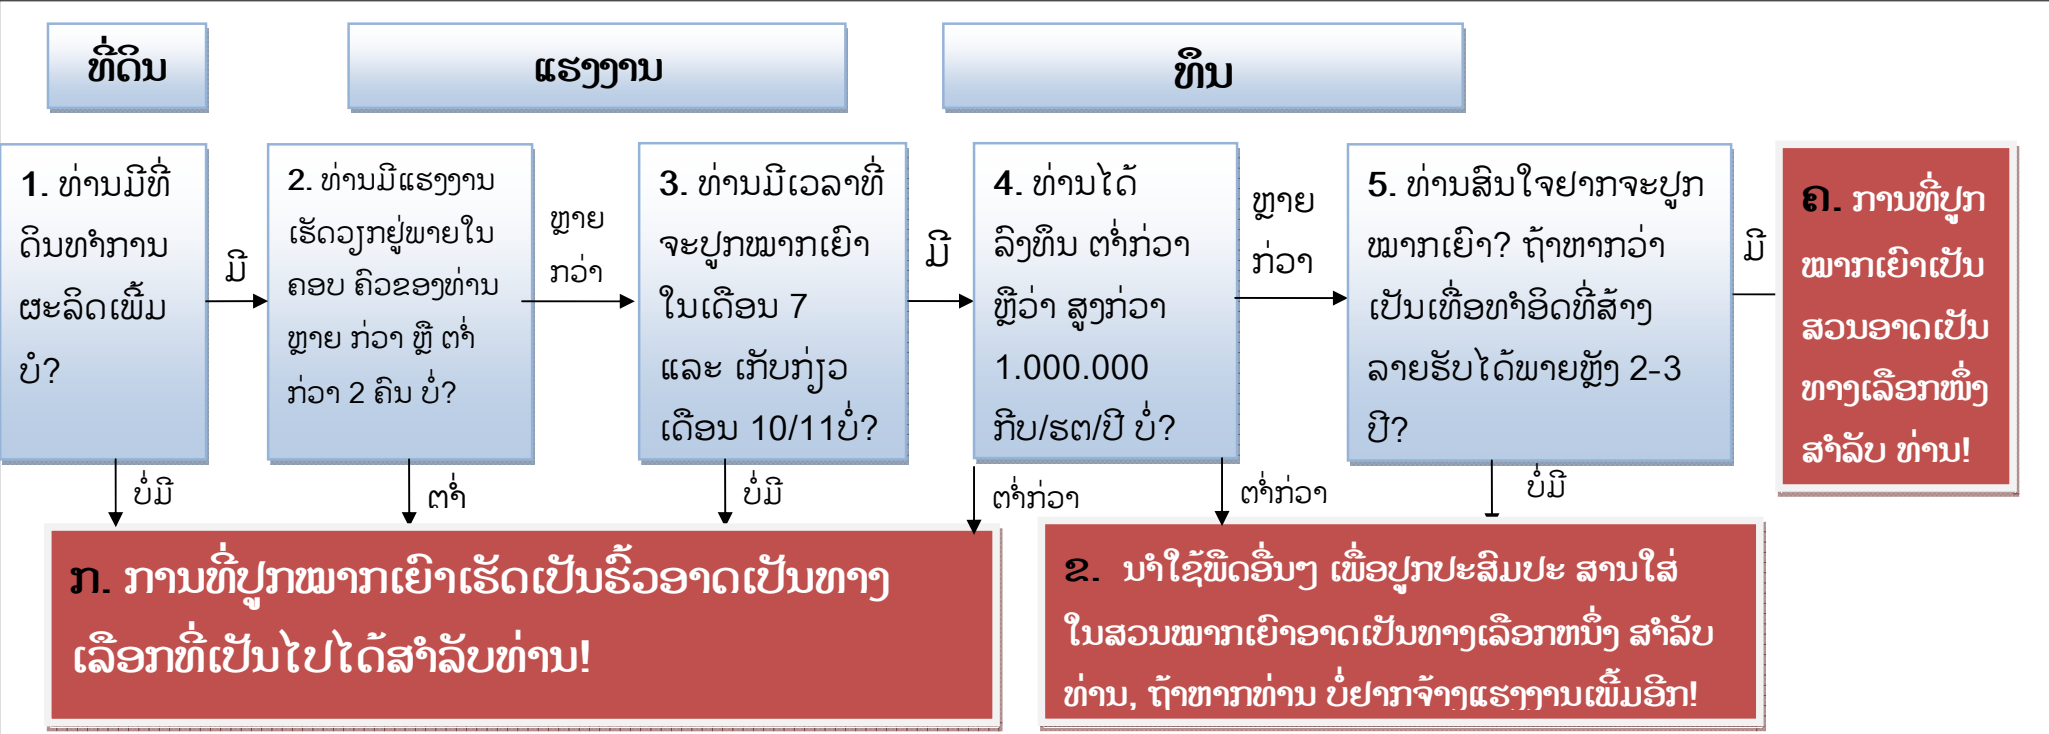 ທີ່ດິນ
ແຮງງານ
ທຶນ
1. ທ່ານມີທີ່
ດິນທຳການ
ຜະລິດເພີ້ມ
ບໍ?
ມີ
2. ທ່ານມີແຮງງານ
ເຮັດວຽກຢູ່ພາຍໃນ
ຄອບ ຄົວຂອງທ່ານ
ຫຼາຍ ກ່ວາ ຫຼື ຕ່ຳ
ກ່ວາ 2 ຄົນ ບໍ່?
ຫຼາຍ
ກວ່າ
3. ທ່ານມີເວລາທີ່
ຈະປູກໝາກເຍົາ
ໃນເດືອນ 7
ແລະ ເກັບກ່ຽວ
ເດືອນ 10/11ບໍ່?
ມີ
4. ທ່ານໄດ້
ລົງທຶນ ຕ່ຳກ່ວາ
ຫຼືວ່າ ສູງກ່ວາ
1.000.000
ກີບ/ຮຕ/ປີ ບໍ່?
ຫຼາຍ
ກ່ວາ
5. ທ່ານສົນໃຈຢາກຈະປູກ
ໝາກເຍົາ? ຖ້າຫາກວ່າ
ເປັນເທື່ອທຳອິດທີ່ສ້າງ
ລາຍຮັບໄດ້ພາຍຫຼັງ 2-3
ປີ?
ມີ
ຄ. ການທີ່ປູກ
ໝາກເຍົາເປັນ
ສວນອາດເປັນ
ທາງເລືອກໜຶ່ງ
ສຳລັບ ທ່ານ!
ບໍ່ມີ
ຕ່ຳ
ບໍ່ມີ
ຕ່ຳກ່ວາ
ຕ່ຳກ່ວາ
ບໍ່ມີ
ກ. ການທີ່ປູກໝາກເຍົາເຮັດເປັນຮົ້ວອາດເປັນທາງ
ເລືອກທີ່ເປັນໄປໄດ້ສຳລັບທ່ານ!
ຂ. ນຳໃຊ້ພືດອື່ນໆ ເພື່ອປູກປະສົມປະ ສານໃສ່
ໃນສວນໝາກເຍົາອາດເປັນທາງເລືອກຫນຶ່ງ ສຳລັບ
ທ່ານ, ຖ້າຫາກທ່ານ ບໍ່ຢາກຈ້າງແຮງງານເພີ້ມອີກ!